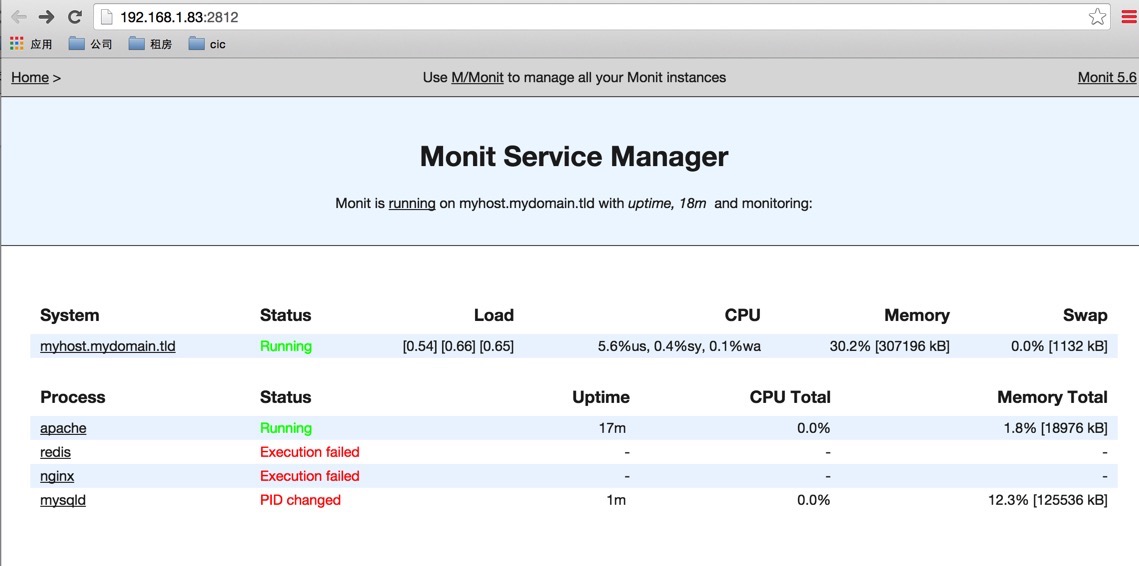 192.168.1.83:2812
应用 公司 租房 cic
Home > Use M/Monit to manage all your Monit instances Monit 5.6
Monit Service Manager
Monit is running on myhost.mydomain.tld with uptime, 18m and monitoring:
System Status Load CPU Memory Swap
myhost.mydomain.tld Running [0.54] [0.66] [0.65] 5.6%us, 0.4%sy, 0.1%wa 30.2% [307196 kB] 0.0% [1132 kB]
Process Status Uptime CPU Total Memory Total
apache Running 17m 0.0% 1.8% [18976 kB]
redis Execution failed - - -
nginx Execution failed - - -
mysqld PID changed 1m 0.0% 12.3% [125536 kB]